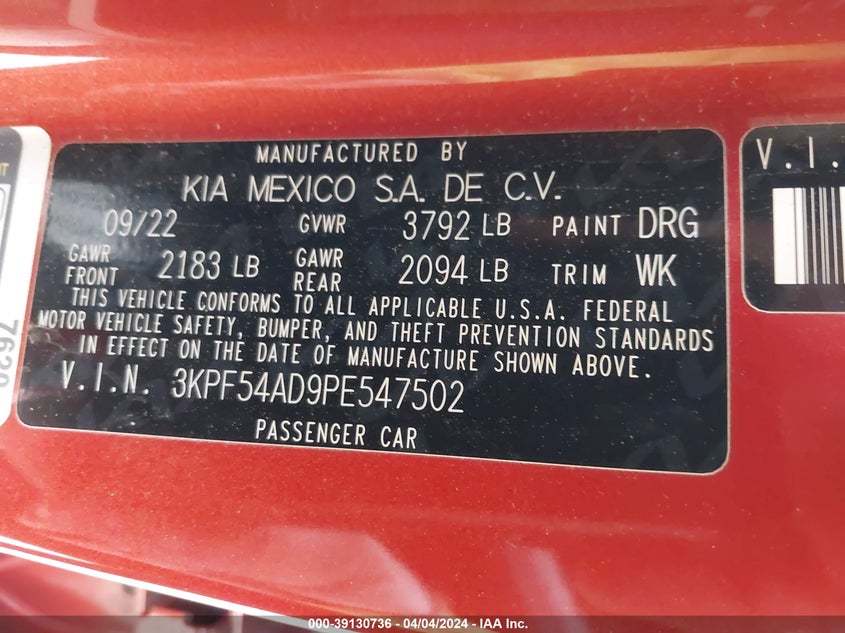 MANUFACTURED BY
KIA MEXICO S.A. DE C.V.
09/22 GVWR 3792 LB PAINT DRG
GAWR FRONT 2183 LB GAWR REAR 2094 LB TRIM WK
THIS VEHICLE CONFORMS TO ALL APPLICABLE U.S.A. FEDERAL
MOTOR VEHICLE SAFETY, BUMPER, AND THEFT PREVENTION STANDARDS
IN EFFECT ON THE DATE OF MANUFACTURE SHOWN ABOVE.
V.I.N. 3KPF54AD9PE547502
PASSENGER CAR
V.I.
000-39130736 - 04/04/2024 - IAA Inc.